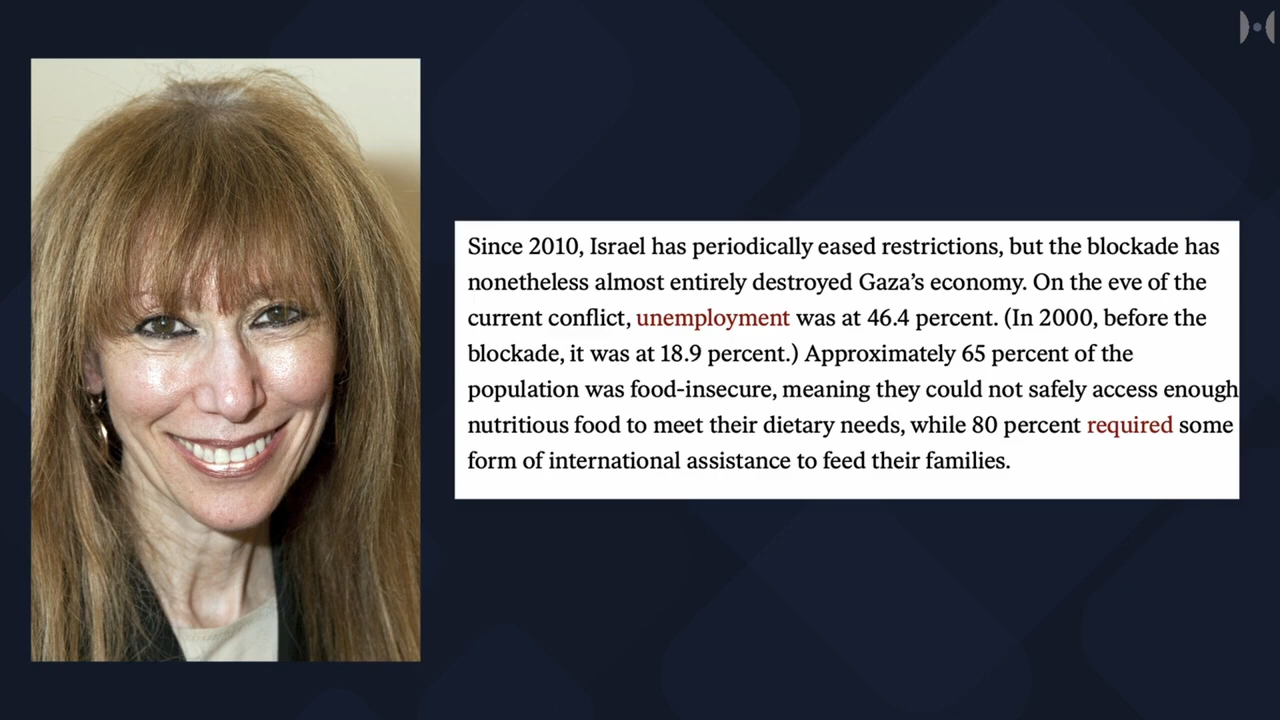 Since 2010, Israel has periodically eased restrictions, but the blockade has
nonetheless almost entirely destroyed Gaza’s economy. On the eve of the
current conflict, unemployment was at 46.4 percent. (In 2000, before the
blockade, it was at 18.9 percent.) Approximately 65 percent of the
population was food-insecure, meaning they could not safely access enough
nutritious food to meet their dietary needs, while 80 percent required some
form of international assistance to feed their families.